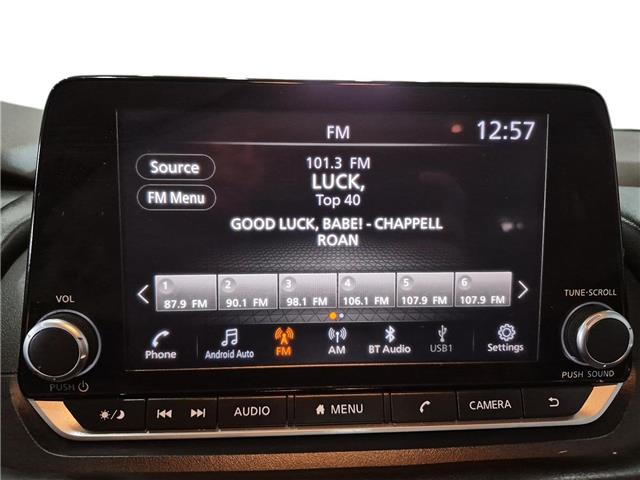 FM
12:57
Source
101.3 FM
LUCK,
FM Menu
Top 40
GOOD LUCK, BABE! - CHAPPELL
ROAN
1 2 3 4 5 6
87.9 FM 90.1 FM 98.1 FM 106.1 FM 107.9 FM 107.9 FM
VOL
TUNE·SCROLL
Phone Android Auto FM AM BT Audio USB1 Settings
PUSH
PUSH SOUND
AUDIO MENU CAMERA